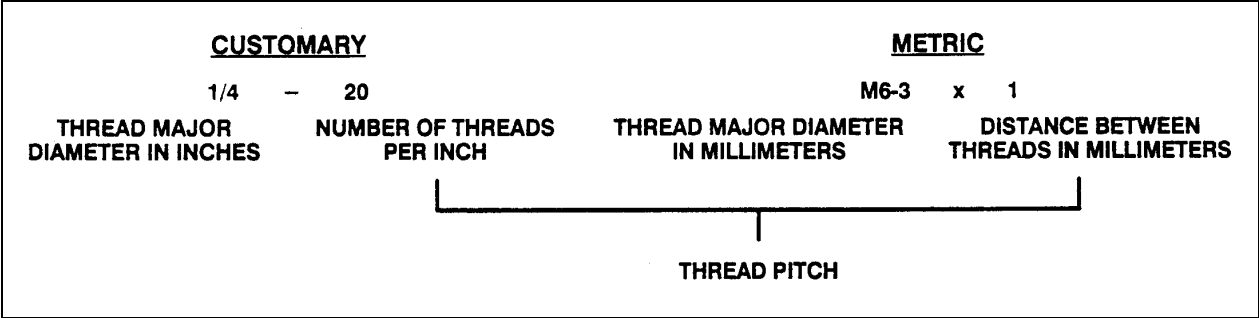 CUSTOMARY
1/4 – 20
THREAD MAJOR
DIAMETER IN INCHES
NUMBER OF THREADS
PER INCH
METRIC
M6-3 x 1
THREAD MAJOR DIAMETER
IN MILLIMETERS
DISTANCE BETWEEN
THREADS IN MILLIMETERS
THREAD PITCH